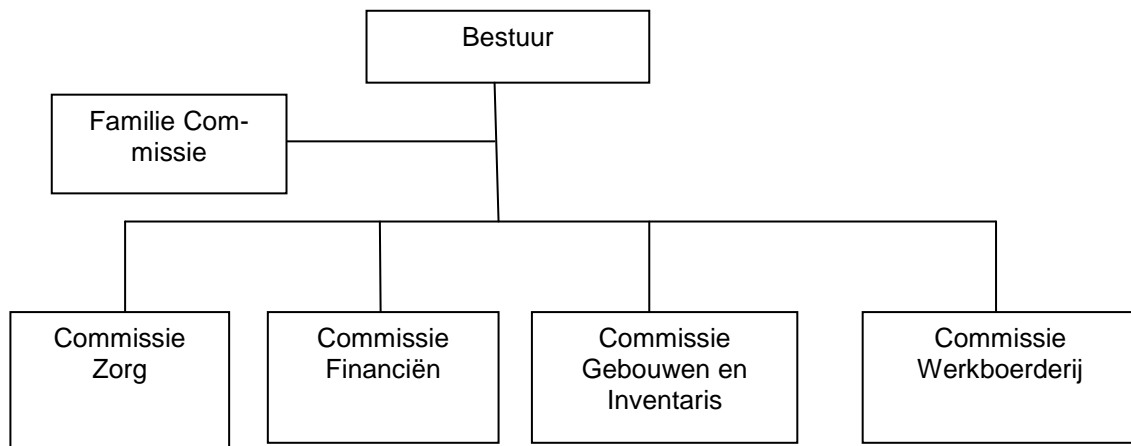 Bestuur
Familie Com-
missie
Commissie
Zorg
Commissie
Financiën
Commissie
Gebouwen en
Inventaris
Commissie
Werkboerderij